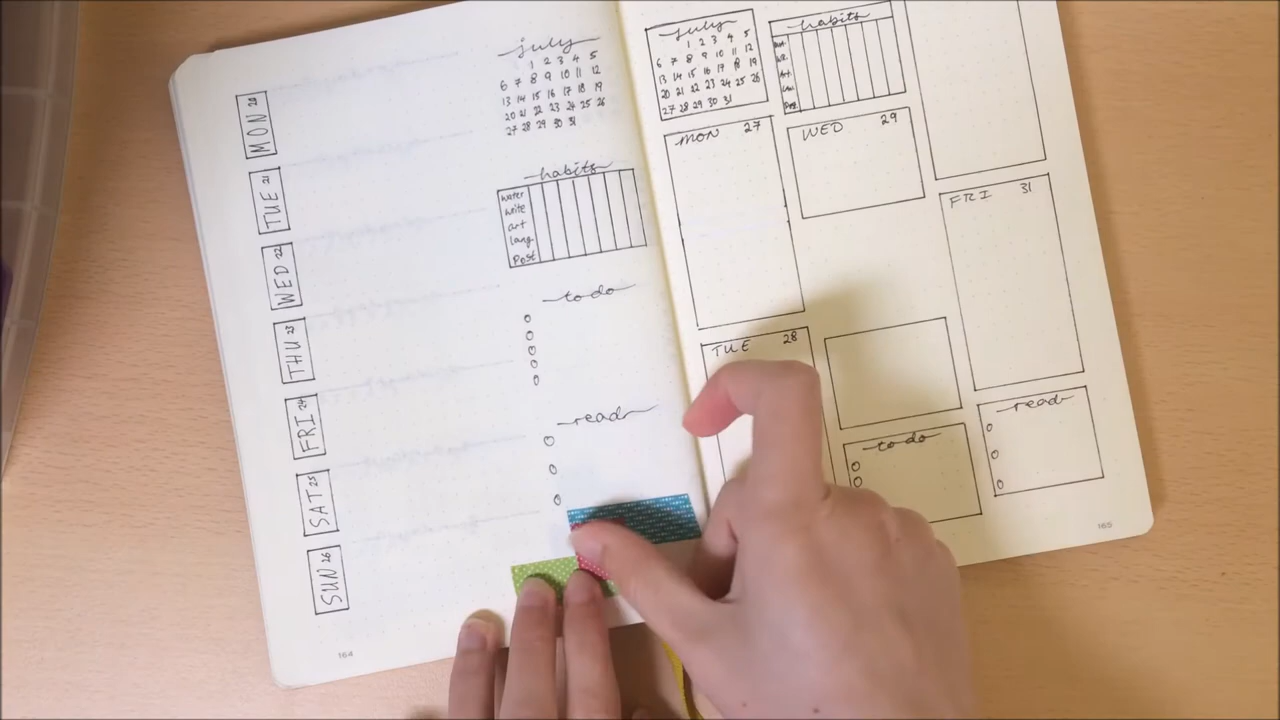 MON 20
TUE 21
WED 22
THU 23
FRI 24
SAT 25
SUN 26
july
1 2 3 4 5
6 7 8 9 10 11 12
13 14 15 16 17 18 19
20 21 22 23 24 25 26
27 28 29 30 31
habits
water
write
art
lang
Post
to do
read
164
july
1 2 3 4 5
6 7 8 9 10 11 12
13 14 15 16 17 18 19
20 21 22 23 24 25 26
27 28 29 30 31
habits
MON 27
WED 29
TUE 28
FRI 31
to do
read
165